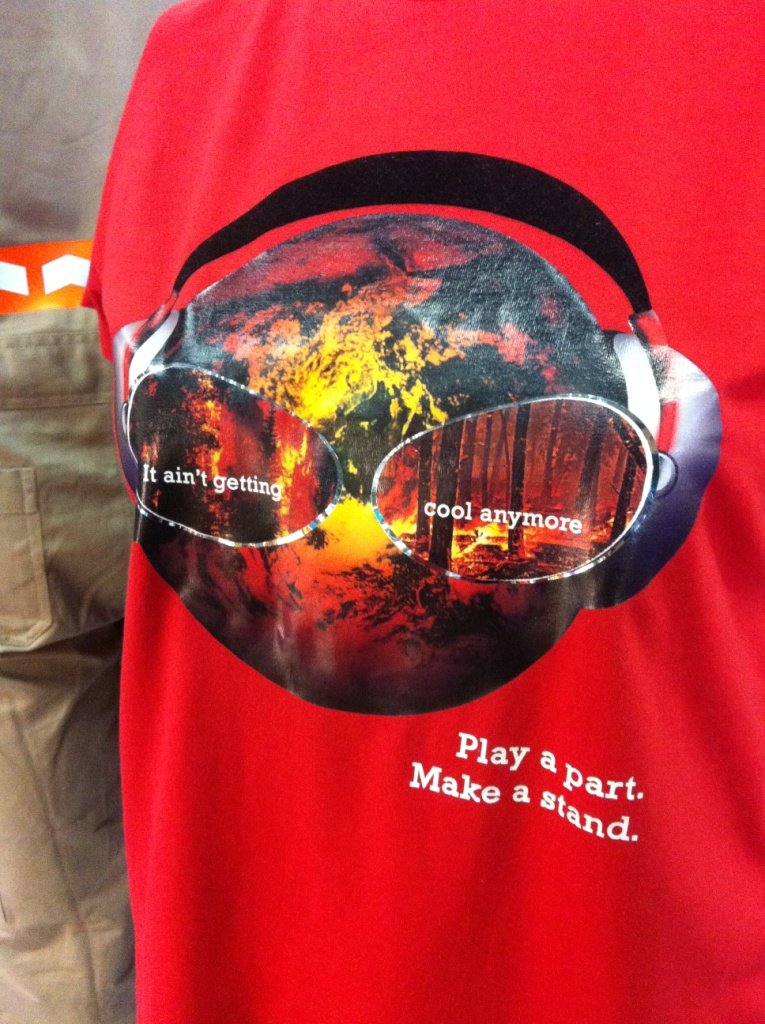 It ain't getting
cool anymore
Play a part.
Make a stand.